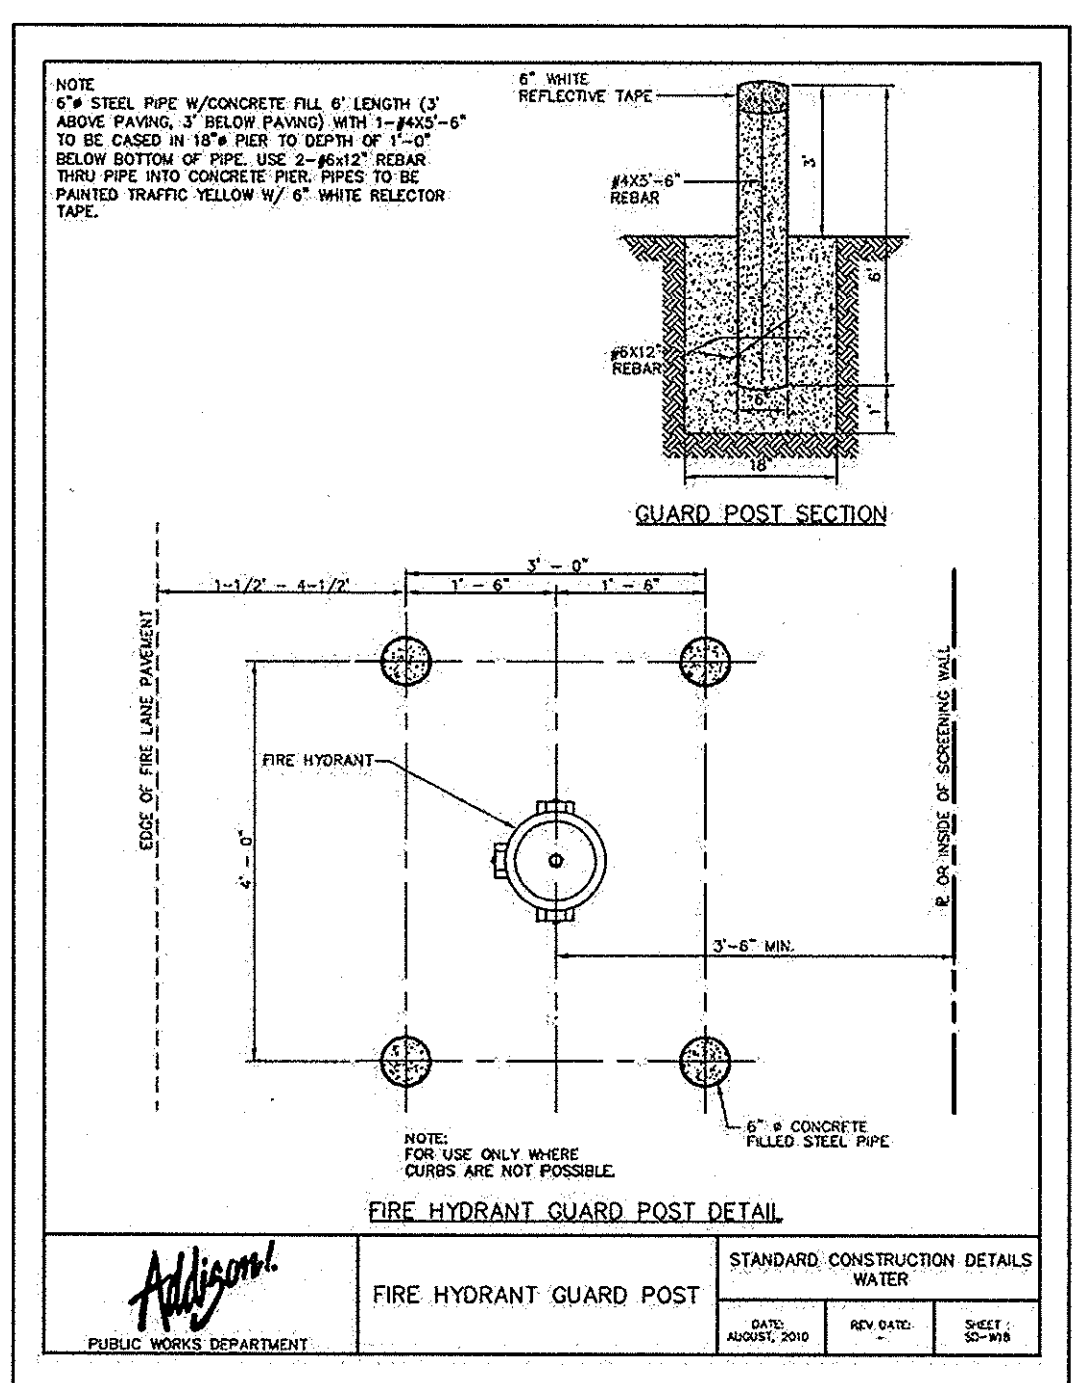 NOTE
6"ø STEEL PIPE W/CONCRETE FILL 6' LENGTH (3'
ABOVE PAVING, 3' BELOW PAVING) WITH 1-#4X5'-6"
TO BE CASED IN 18"ø PIER TO DEPTH OF 1'-0"
BELOW BOTTOM OF PIPE. USE 2-#6x12" REBAR
THRU PIPE INTO CONCRETE PIER. PIPES TO BE
PAINTED TRAFFIC YELLOW W/ 6" WHITE RELECTOR
TAPE.
6" WHITE
REFLECTIVE TAPE
3'
#4X5'-6"
REBAR
6'
#6X12"
REBAR
6"
1'
18"
GUARD POST SECTION
3' - 0"
1-1/2' - 4-1/2'
1' - 6"
1' - 6"
EDGE OF FIRE LANE PAVEMENT
FIRE HYDRANT
4' - 0"
OR INSIDE OF SCREENING WALL
3'-6" MIN.
6" ø CONCRETE
FILLED STEEL PIPE
NOTE:
FOR USE ONLY WHERE
CURBS ARE NOT POSSIBLE.
FIRE HYDRANT GUARD POST DETAIL
Addison!
PUBLIC WORKS DEPARTMENT
FIRE HYDRANT GUARD POST
STANDARD CONSTRUCTION DETAILS
WATER
DATE:
AUGUST, 2010
REV. DATE:
-
SHEET :
SD-W18